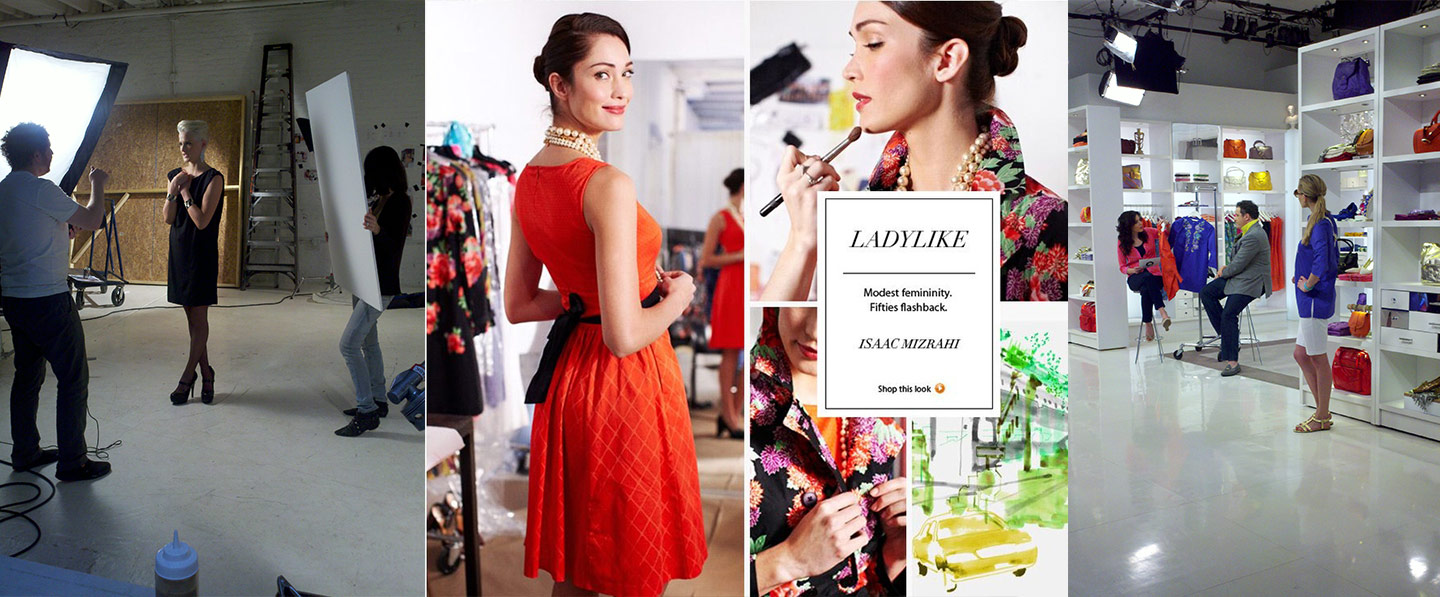 LADYLIKE
Modest femininity.
Fifties flashback.
ISAAC MIZRAHI
Shop this look